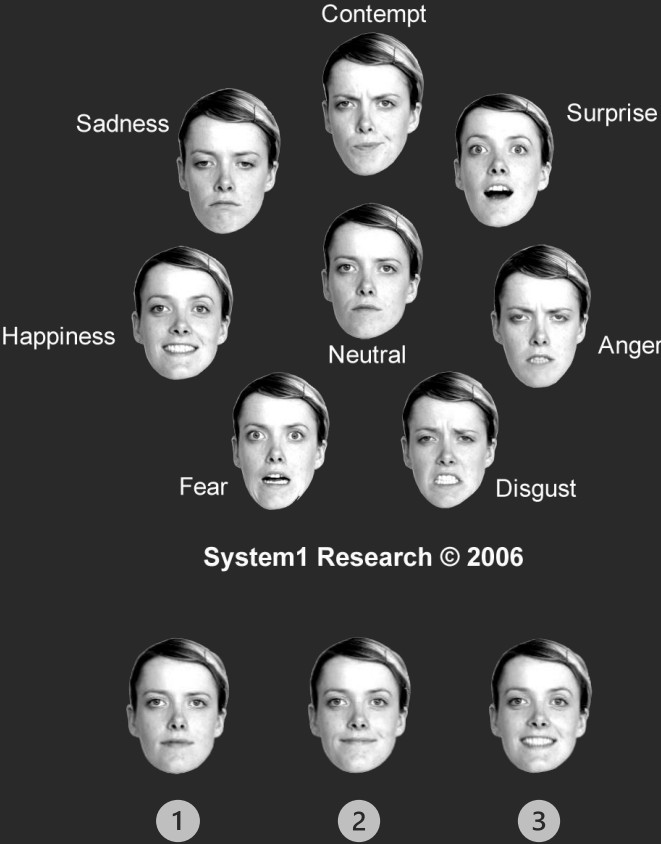 Contempt
Surprise
Sadness
Happiness
Neutral
Anger
Fear
Disgust
System1 Research © 2006
1
2
3